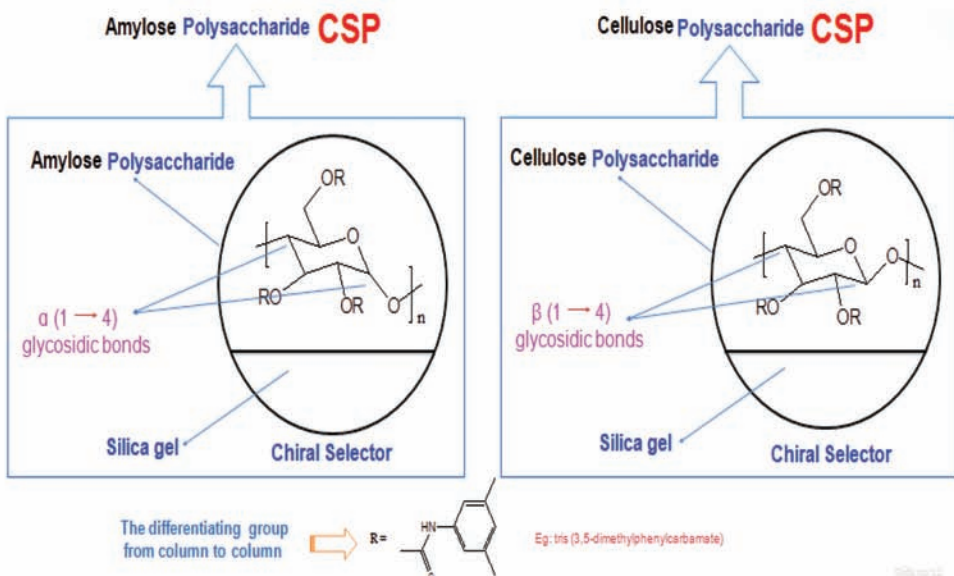 Amylose Polysaccharide CSP
Cellulose Polysaccharide CSP
Amylose Polysaccharide
OR
O
RO
RO
O
n
α (1 → 4)
glycosidic bonds
Silica gel
Chiral Selector
Cellulose Polysaccharide
OR
O
O
RO
OR
n
β (1 → 4)
glycosidic bonds
Silica gel
Chiral Selector
The differentiating group
from column to column
R=
HN
Eg: tris (3,5-dimethylphenylcarbamate)